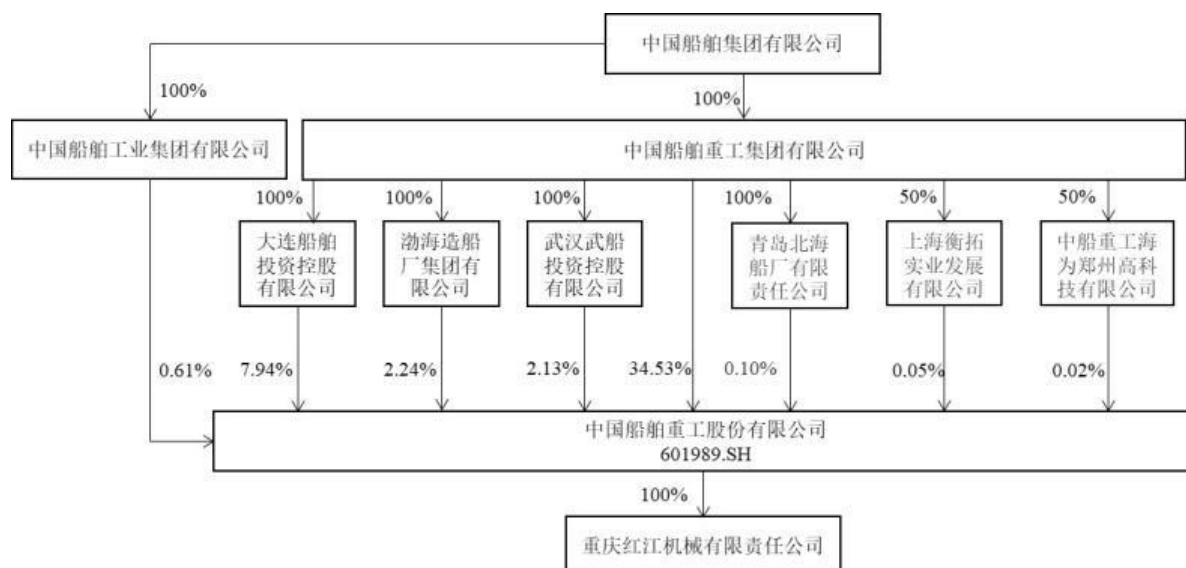 中国船舶集团有限公司
100%
100%
中国船舶工业集团有限公司
中国船舶重工集团有限公司
100%
100%
100%
100%
50%
50%
大连船舶
投资控股
有限公司
渤海造船
厂集团有
限公司
武汉武船
投资控股
有限公司
青岛北海
船厂有限
责任公司
上海衡拓
实业发展
有限公司
中船重工海
为郑州高科
技有限公司
0.61%
7.94%
2.24%
2.13%
34.53%
0.10%
0.05%
0.02%
中国船舶重工股份有限公司
601989.SH
100%
重庆红江机械有限责任公司